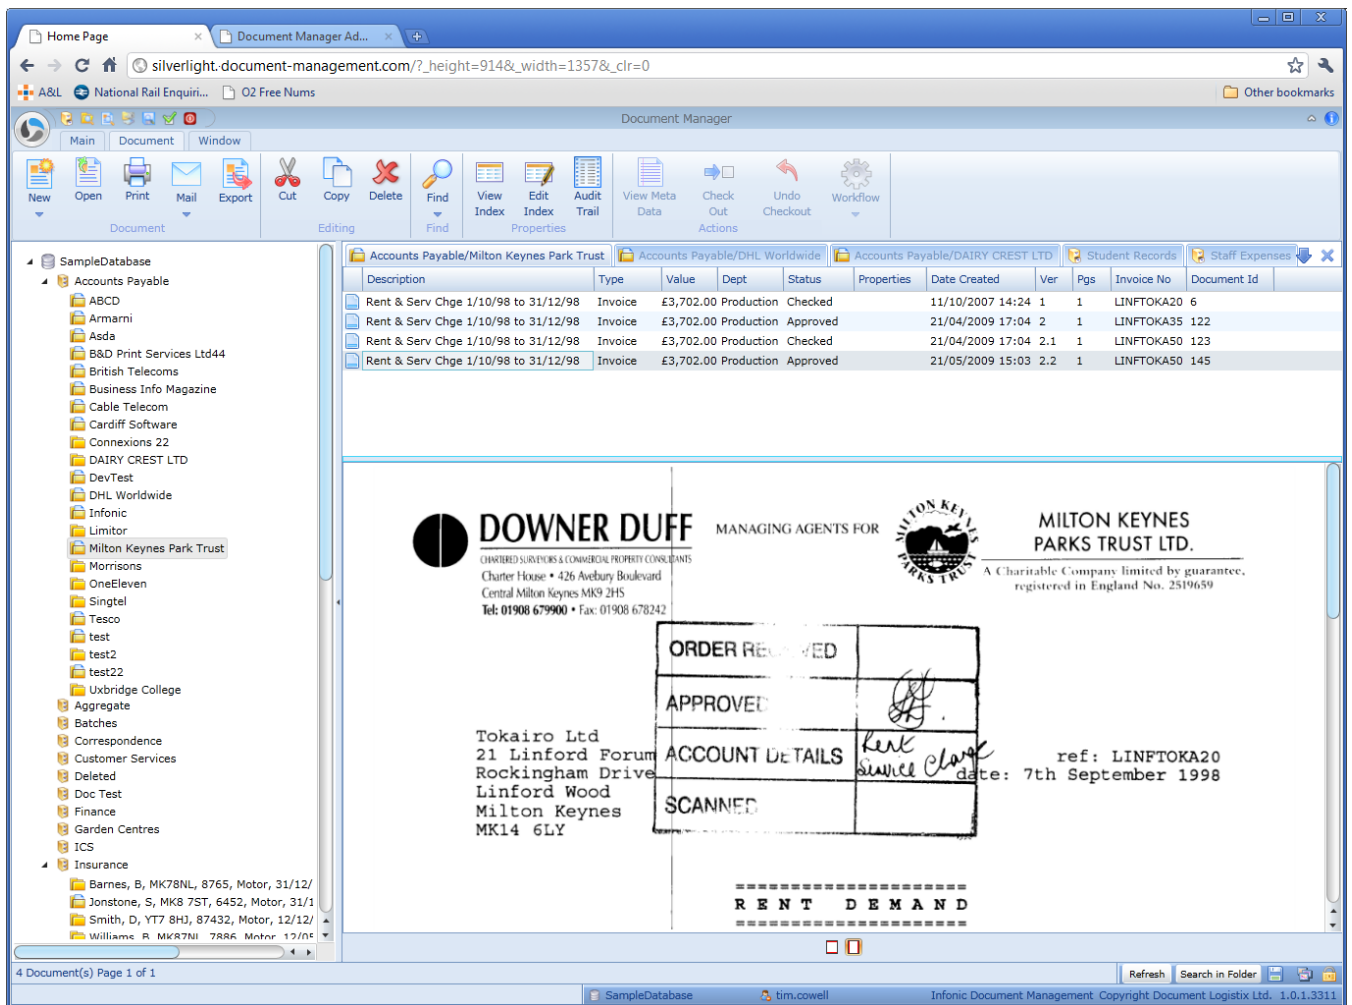 Home Page
Document Manager Ad...
silverlight.document-management.com/?_height=914&_width=1357&_clr=0
A&L National Rail Enquiri... O2 Free Nums Other bookmarks
Document Manager
Main Document Window
New Open Print Mail Export Cut Copy Delete Find View Index Edit Index Audit Trail View Meta Data Check Out Undo Checkout Workflow
Document Editing Find Properties Actions
SampleDatabase
Accounts Payable
ABCD
Armarni
Asda
B&D Print Services Ltd44
British Telecoms
Business Info Magazine
Cable Telecom
Cardiff Software
Connexions 22
DAIRY CREST LTD
DevTest
DHL Worldwide
Infonic
Limitor
Milton Keynes Park Trust
Morrisons
OneEleven
Singtel
Tesco
test
test2
test22
Uxbridge College
Aggregate
Batches
Correspondence
Customer Services
Deleted
Doc Test
Finance
Garden Centres
ICS
Insurance
Barnes, B, MK78NL, 8765, Motor, 31/12/
Jonstone, S, MK8 7ST, 6452, Motor, 31/1
Smith, D, YT7 8HJ, 87432, Motor, 12/12/
Williams, B, MK87NL, 7886, Motor, 12/05
Accounts Payable/Milton Keynes Park Trust Accounts Payable/DHL Worldwide Accounts Payable/DAIRY CREST LTD Student Records Staff Expenses
Description Type Value Dept Status Properties Date Created Ver Pgs Invoice No Document Id
Rent & Serv Chge 1/10/98 to 31/12/98 Invoice £3,702.00 Production Checked 11/10/2007 14:24 1 1 LINFTOKA20 6
Rent & Serv Chge 1/10/98 to 31/12/98 Invoice £3,702.00 Production Approved 21/04/2009 17:04 2 1 LINFTOKA35 122
Rent & Serv Chge 1/10/98 to 31/12/98 Invoice £3,702.00 Production Checked 21/04/2009 17:04 2.1 1 LINFTOKA50 123
Rent & Serv Chge 1/10/98 to 31/12/98 Invoice £3,702.00 Production Approved 21/05/2009 15:03 2.2 1 LINFTOKA50 145
DOWNER DUFF
CHARTERED SURVEYORS & COMMERCIAL PROPERTY CONSULTANTS
Charter House • 426 Avebury Boulevard
Central Milton Keynes MK9 2HS
Tel: 01908 679900 • Fax: 01908 678242
MANAGING AGENTS FOR
MILTON KEYNES PARKS TRUST
MILTON KEYNES
PARKS TRUST LTD.
A Charitable Company limited by guarantee,
registered in England No. 2519659
ORDER RECEIVED
APPROVED
ACCOUNT DETAILS
Rent
Service Charge
SCANNED
Tokairo Ltd
21 Linford Forum
Rockingham Drive
Linford Wood
Milton Keynes
MK14 6LY
ref: LINFTOKA20
date: 7th September 1998
=====================
RENT DEMAND
=====================
4 Document(s) Page 1 of 1
Refresh Search in Folder
SampleDatabase tim.cowell Infonic Document Management Copyright Document Logistix Ltd. 1.0.1.3311